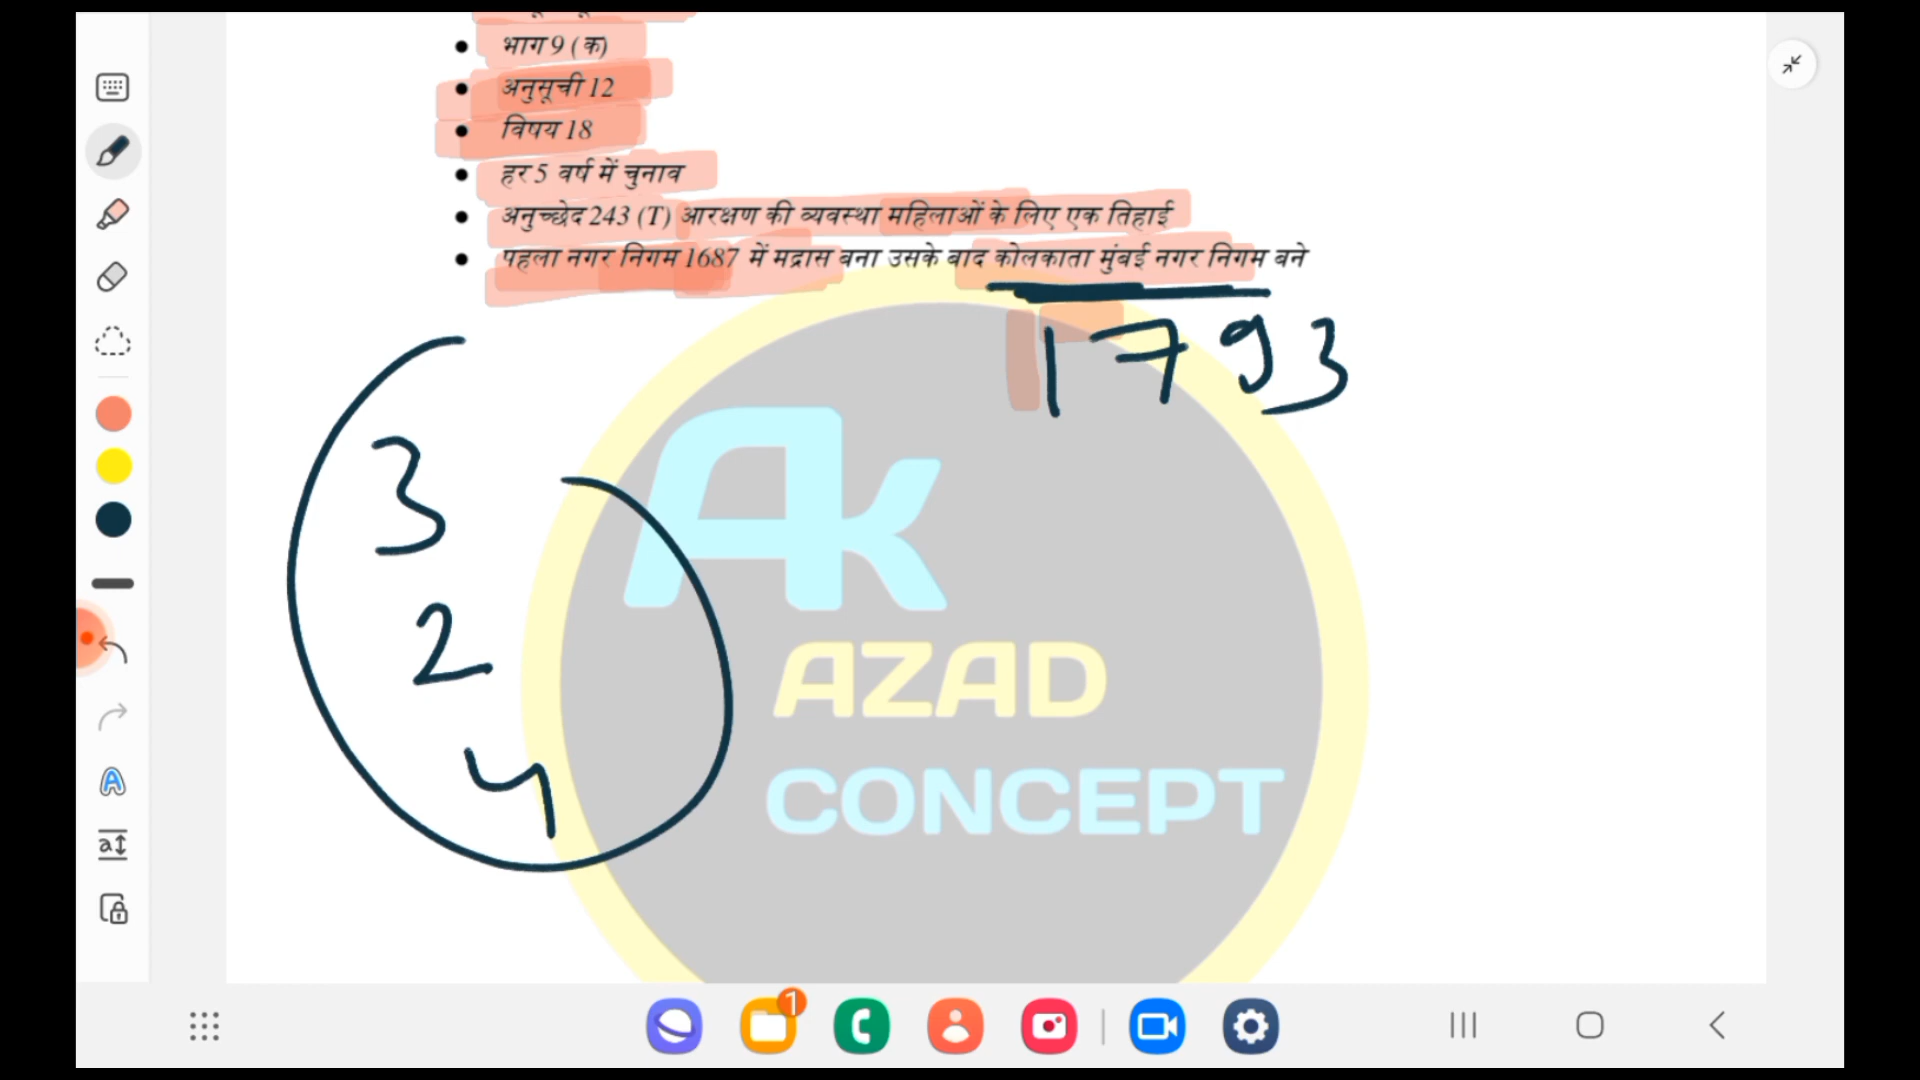 भाग 9 ( क)
अनुसूची 12
विषय 18
हर 5 वर्ष में चुनाव
अनुच्छेद 243 (T) आरक्षण की व्यवस्था महिलाओं के लिए एक तिहाई
पहला नगर निगम 1687 में मद्रास बना उसके बाद कोलकाता मुंबई नगर निगम बने
1793
3
2
4
Ak
AZAD
CONCEPT
1